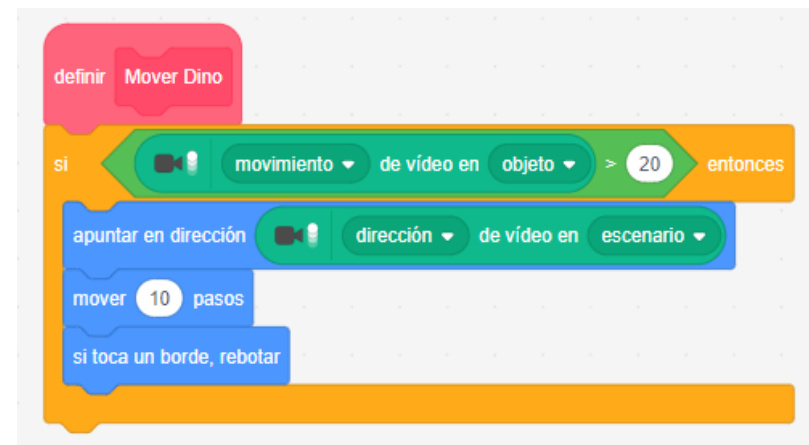 definir Mover Dino
si movimiento de vídeo en objeto > 20 entonces
apuntar en dirección dirección de vídeo en escenario
mover 10 pasos
si toca un borde, rebotar